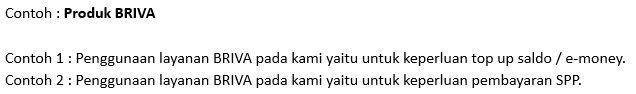 Contoh : Produk BRIVA
Contoh 1 : Penggunaan layanan BRIVA pada kami yaitu untuk keperluan top up saldo / e-money.
Contoh 2 : Penggunaan layanan BRIVA pada kami yaitu untuk keperluan pembayaran SPP.